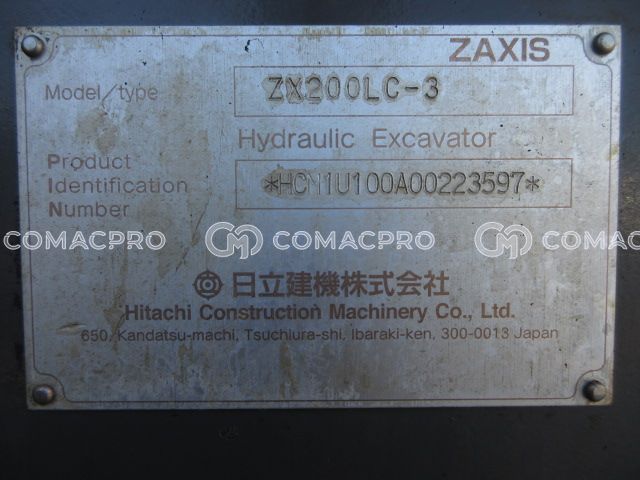 ZAXIS
Model/type ZX200LC-3
Hydraulic Excavator
Product
Identification *HCM1U100A00223597*
Number
COMACPRO COMACPRO COMACPRO
日立建機株式会社
Hitachi Construction Machinery Co., Ltd.
650, Kandatsu-machi, Tsuchiura-shi, Ibaraki-ken, 300-0013 Japan